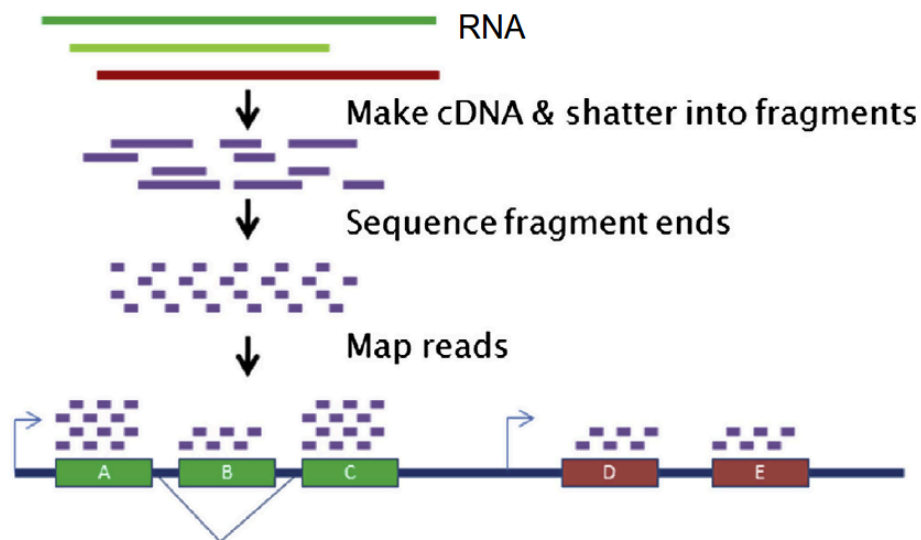 RNA
Make cDNA & shatter into fragments
Sequence fragment ends
Map reads
A B C D E